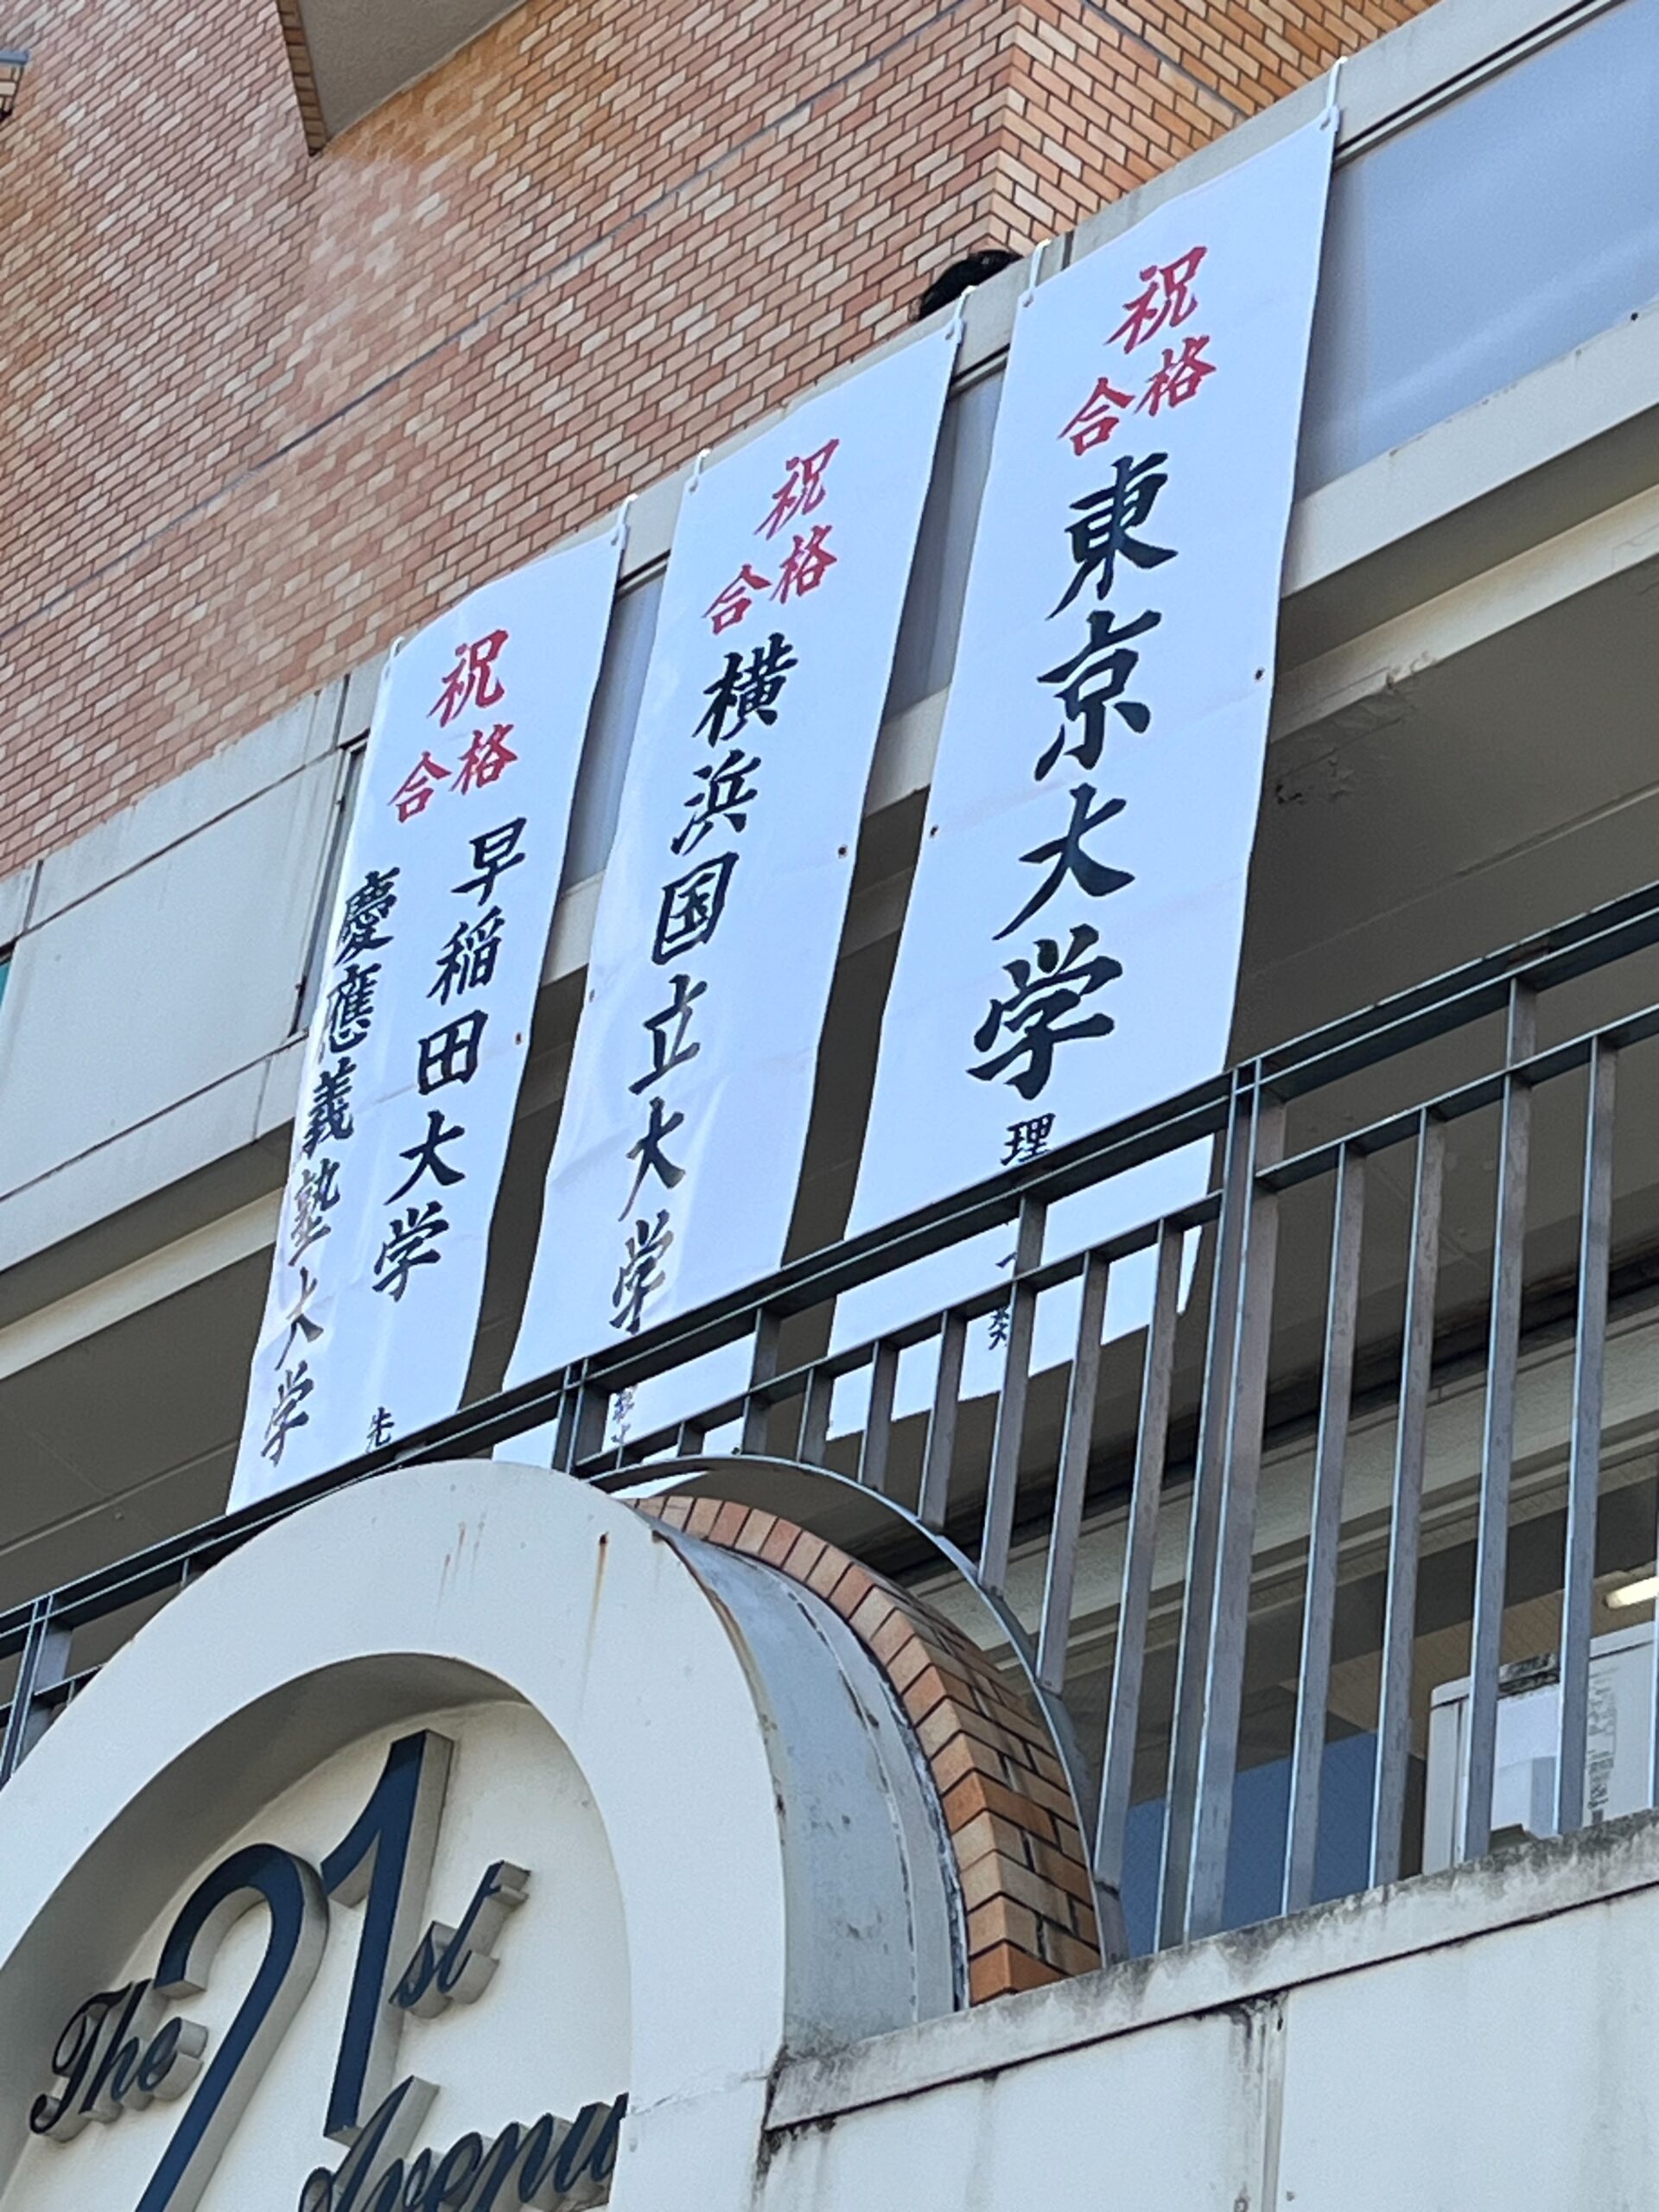 祝
合格
東京大学
理
祝
合格
横浜国立大学
祝
合格
早稲田大学
先
慶應義塾大学
The 21st